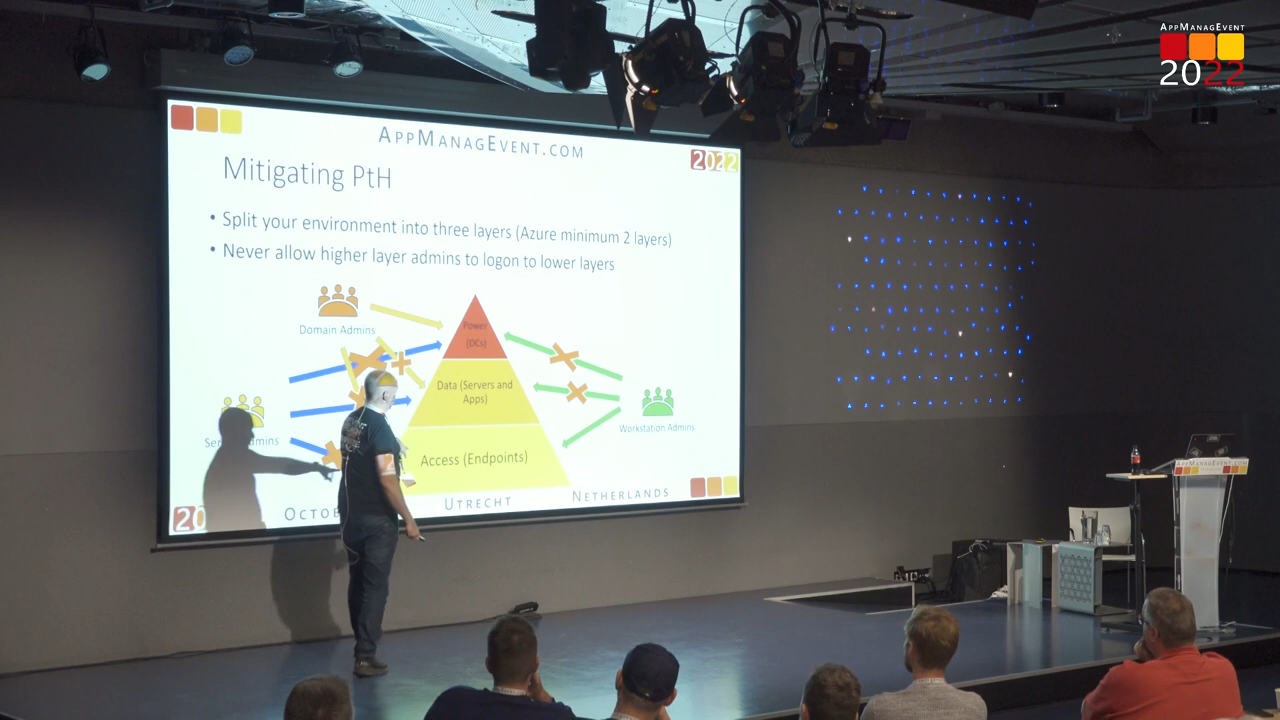 APPMANAGEVENT
2022
APPMANAGEVENT.COM
2022
Mitigating PtH
• Split your environment into three layers (Azure minimum 2 layers)
• Never allow higher layer admins to logon to lower layers
Domain Admins
Power
(DCs)
Data (Servers and
Apps)
Workstation Admins
Access (Endpoints)
UTRECHT
NETHERLANDS
APPMANAGEVENT.COM